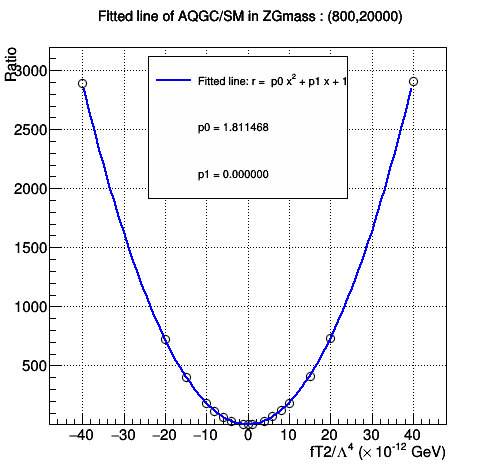 FItted line of AQGC/SM in ZGmass : (800,20000)
Ratio
Fitted line: r = p0 x² + p1 x + 1
p0 = 1.811468
p1 = 0.000000
3000
2500
2000
1500
1000
500
−40 −30 −20 −10 0 10 20 30 40
fT2/Λ⁴ (× 10⁻¹² GeV)